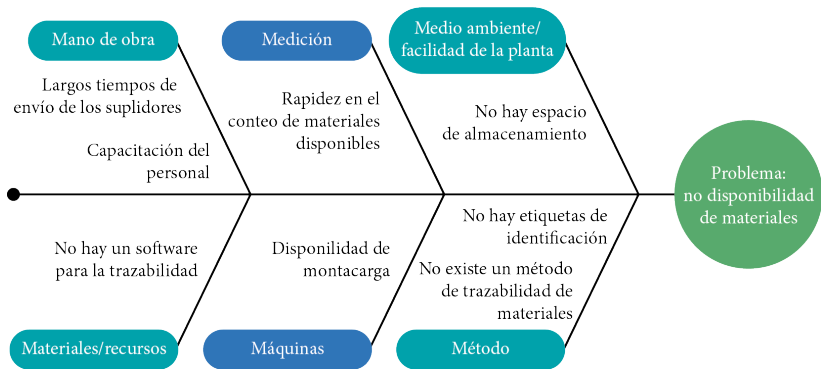 Mano de obra
Largos tiempos de
envío de los suplidores
Capacitación del
personal
Medición
Rapidez en el
conteo de materiales
disponibles
Medio ambiente/
facilidad de la planta
No hay espacio
de almacenamiento
Problema:
no disponibilidad
de materiales
No hay un software
para la trazabilidad
Materiales/recursos
Disponilidad de
montacarga
Máquinas
No hay etiquetas de
identificación
No existe un método
de trazabilidad de
materiales
Método